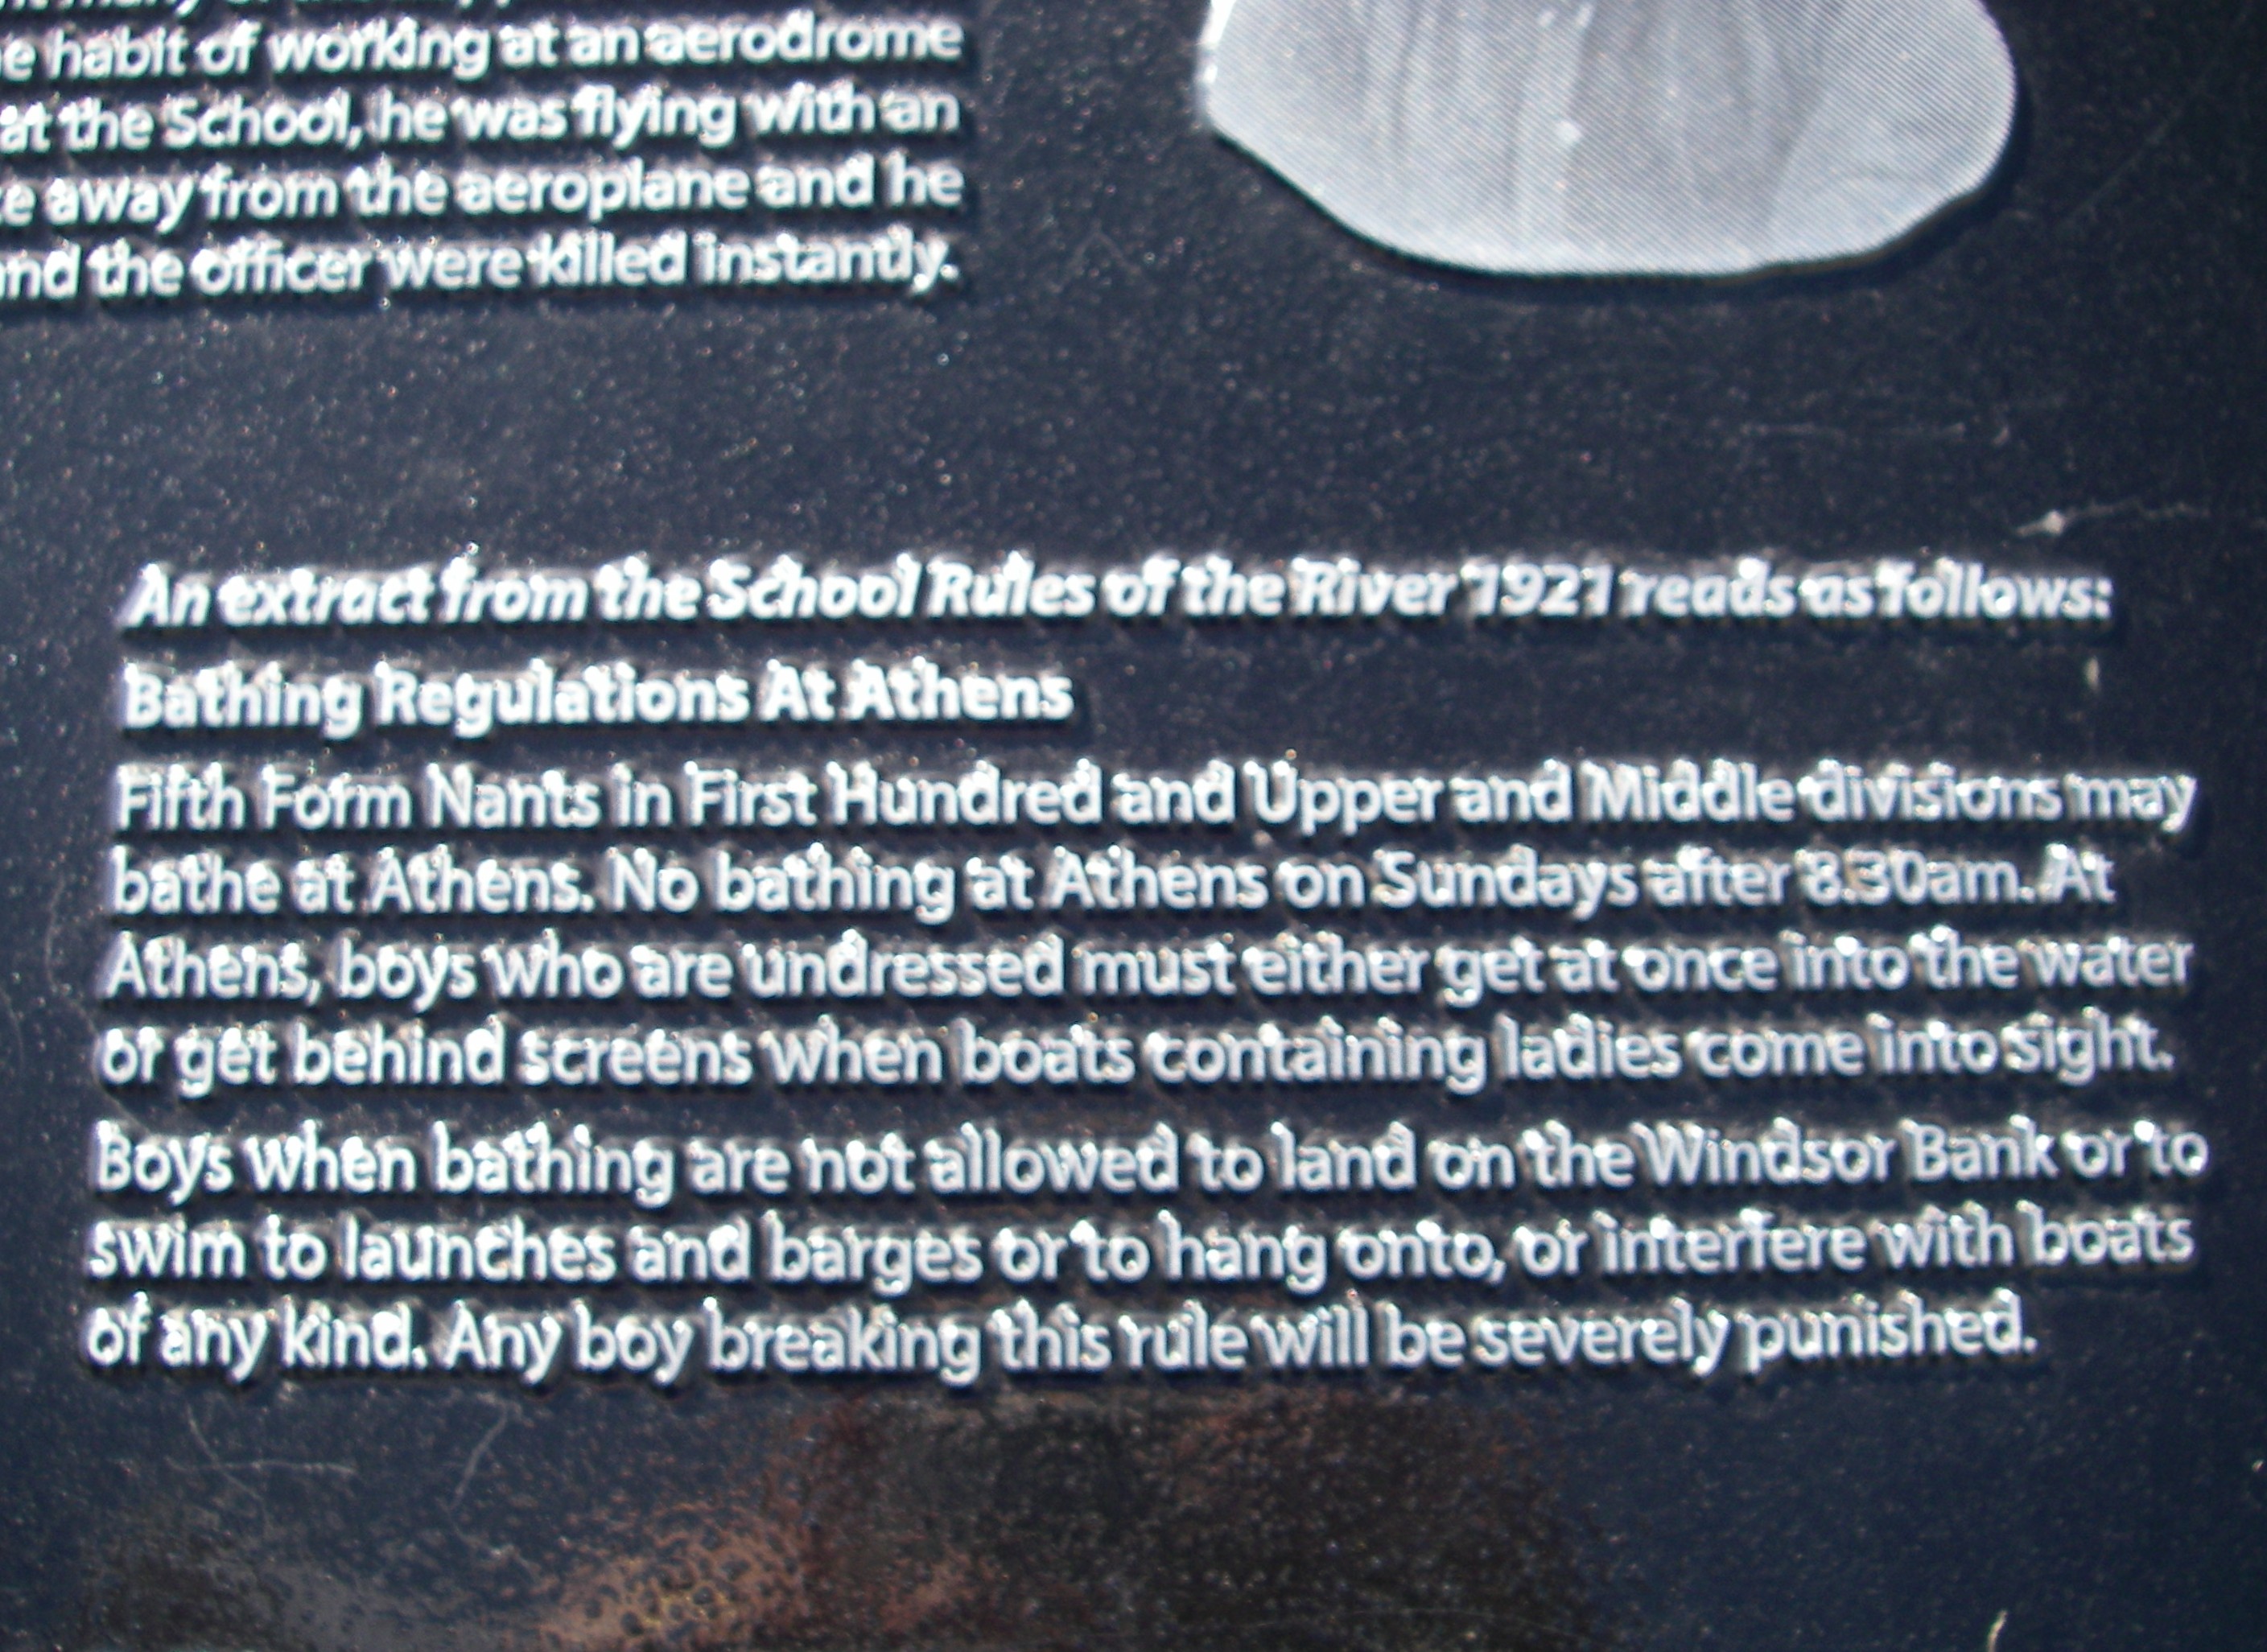 habit of working at an aerodrome
at the School, he was flying with an
away from the aeroplane and he
the officer were killed instantly.
An extract from the School Rules of the River 1921 reads as follows:
Bathing Regulations At Athens
Fifth Form Nants in First Hundred and Upper and Middle divisions may
bathe at Athens. No bathing at Athens on Sundays after 8.30am. At
Athens, boys who are undressed must either get at once into the water
or get behind screens when boats containing ladies come into sight.
Boys when bathing are not allowed to land on the Windsor Bank or to
swim to launches and barges or to hang onto, or interfere with boats
of any kind. Any boy breaking this rule will be severely punished.